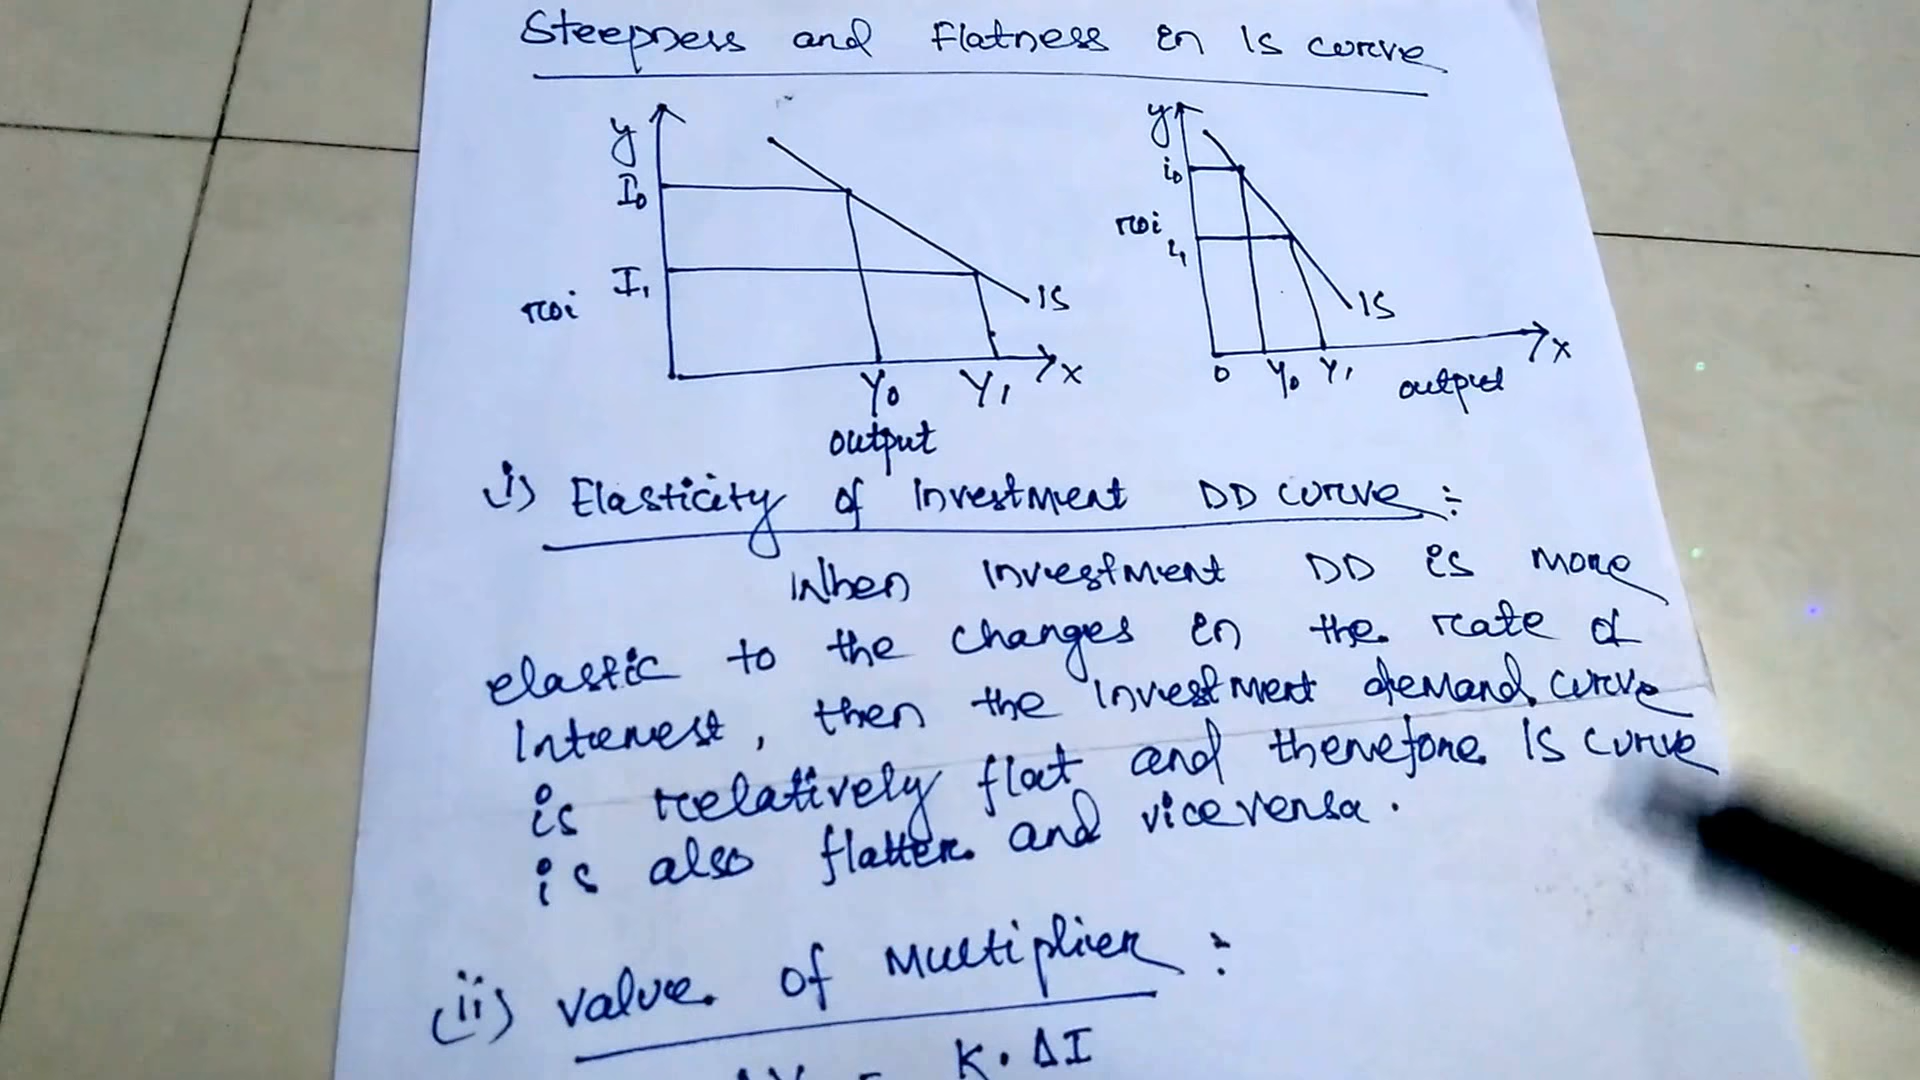 Steepness and flatness in IS curve
y
I₀
I₁
roi
IS
Y₀ Y₁ x
output
y
i₀
roi
i₁
IS
0 Y₀ Y₁ x
output
i) Elasticity of Investment DD curve :-
When investment DD is more
elastic to the changes in the rate of
interest, then the investment demand curve
is relatively flat and therefore IS curve
is also flatter and vice versa.
(ii) value of Multiplier :-
K . ΔI